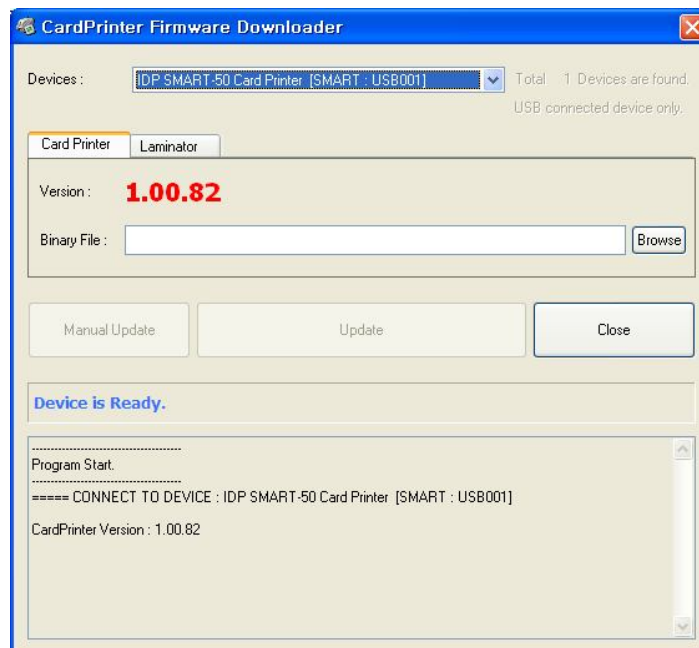 CardPrinter Firmware Downloader
Devices : IDP SMART-50 Card Printer [SMART : USB001] Total 1 Devices are found.
USB connected device only.
Card Printer Laminator
Version : 1.00.82
Binary File : Browse
Manual Update Update Close
Device is Ready.
----------------------------------------
Program Start.
----------------------------------------
===== CONNECT TO DEVICE : IDP SMART-50 Card Printer [SMART : USB001]
CardPrinter Version : 1.00.82